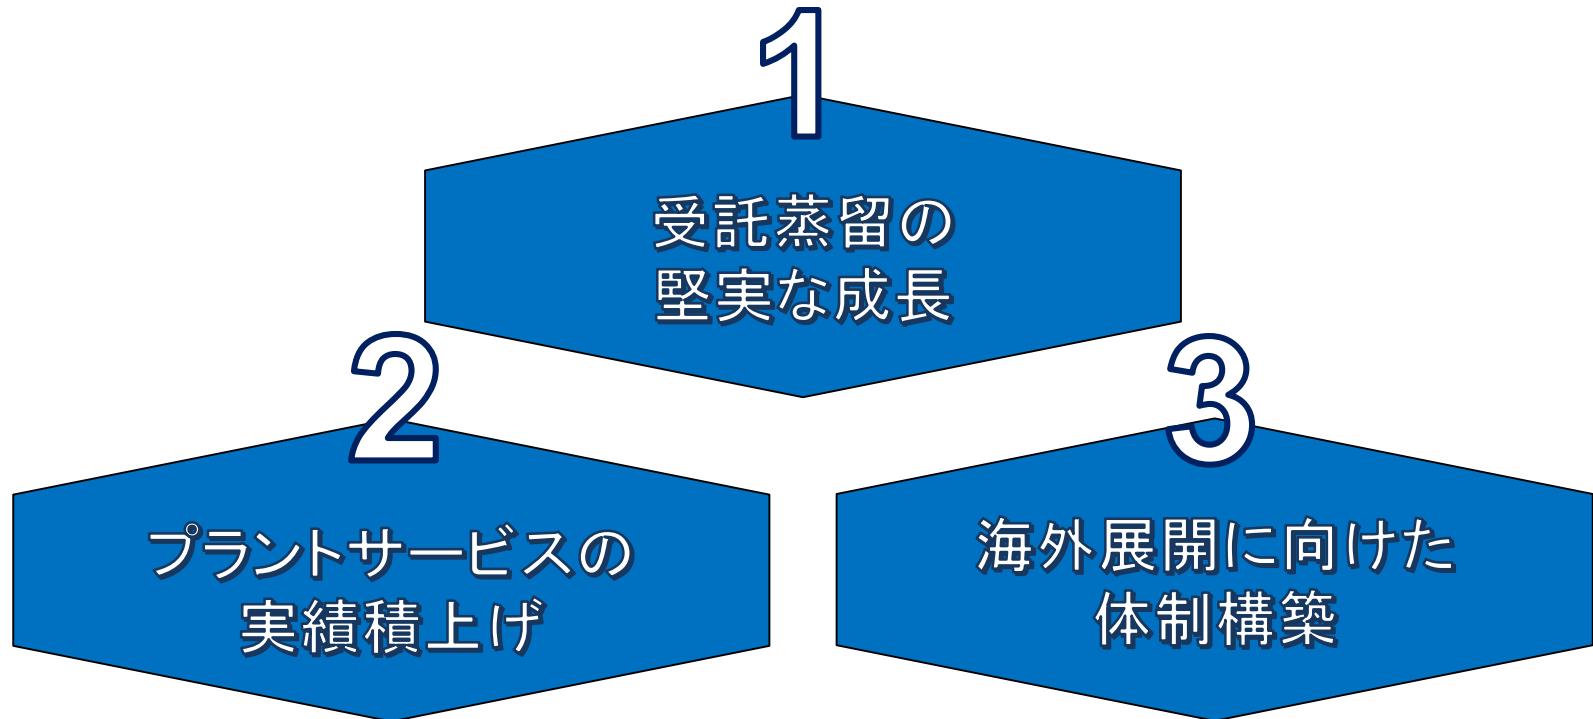 1
受託蒸留の
堅実な成長
2
プラントサービスの
実績積上げ
3
海外展開に向けた
体制構築